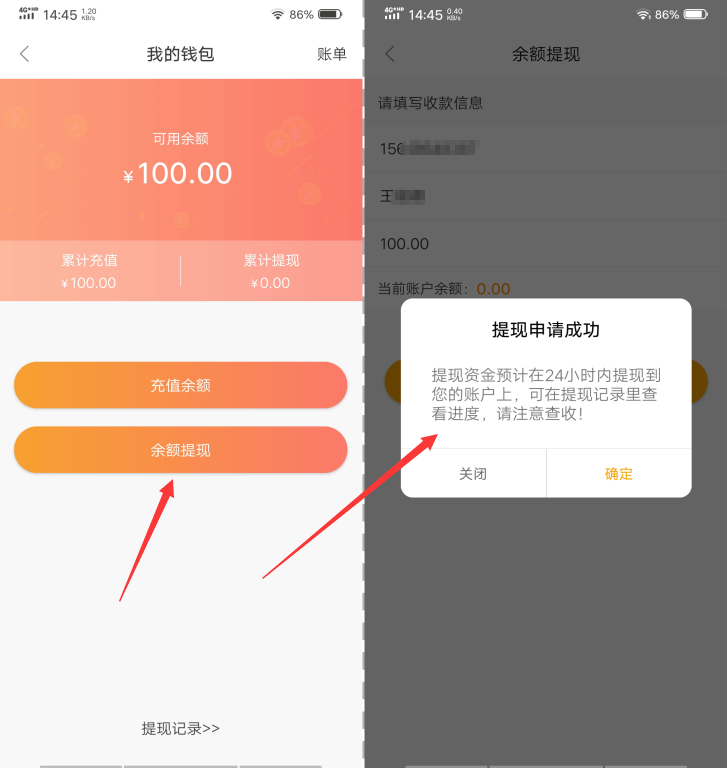 4G+HD 14:45 1.20 KB/s 86%
我的钱包 账单
可用余额
¥100.00
累计充值 累计提现
¥100.00 ¥0.00
充值余额
余额提现
提现记录>>
4G+HD 14:45 0.40 KB/s 86%
余额提现
请填写收款信息
156
王
100.00
当前账户余额：0.00
提现申请成功
提现资金预计在24小时内提现到
您的账户上，可在提现记录里查
看进度，请注意查收！
关闭 确定